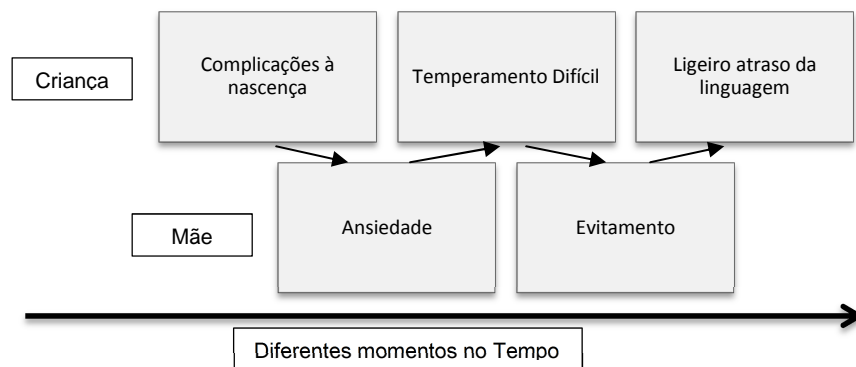 Criança
Complicações à
nascença
Temperamento Difícil
Ligeiro atraso da
linguagem
Mãe
Ansiedade
Evitamento
Diferentes momentos no Tempo